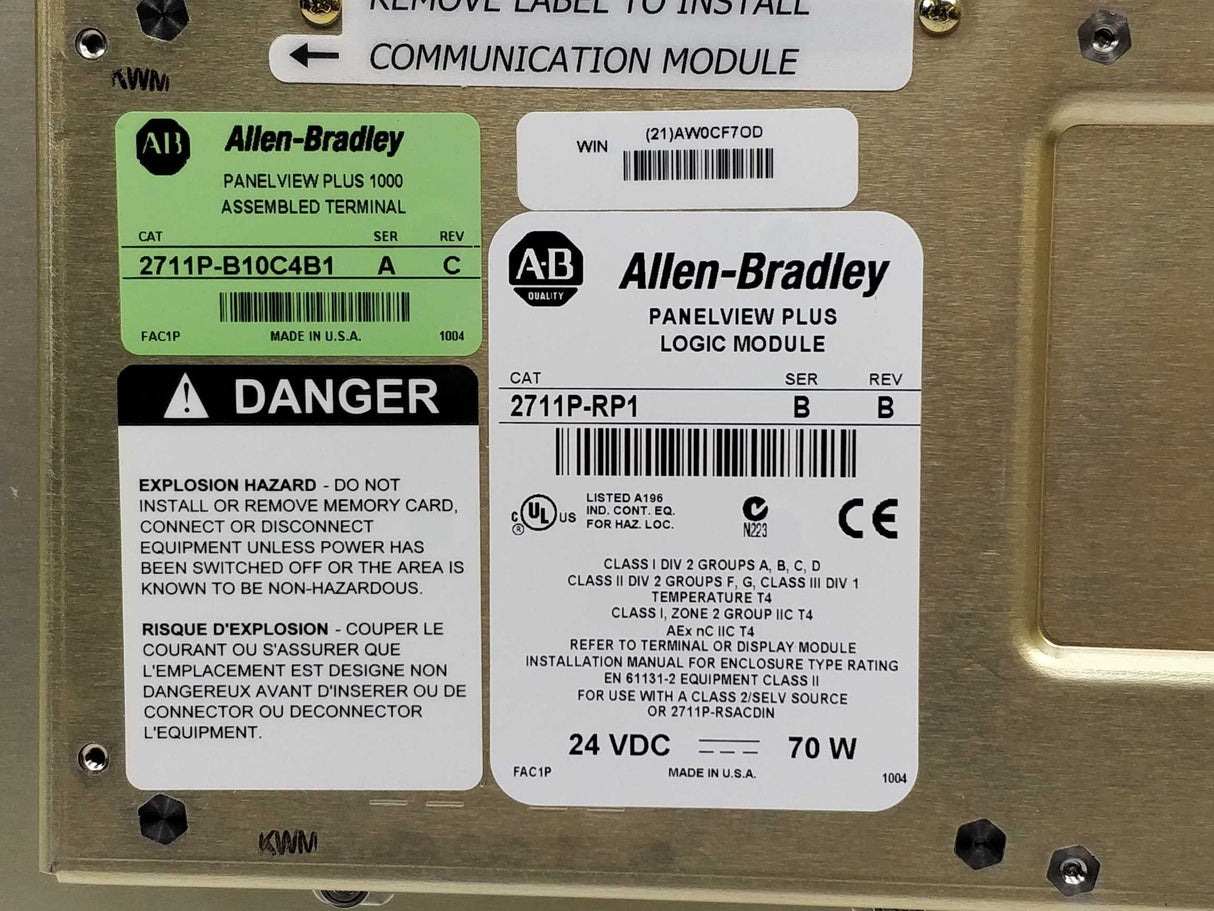 REMOVE LABEL TO INSTALL
COMMUNICATION MODULE
KWM
AB
Allen-Bradley
PANELVIEW PLUS 1000
ASSEMBLED TERMINAL
CAT SER REV
2711P-B10C4B1 A C
FAC1P MADE IN U.S.A. 1004
WIN (21)AW0CF7OD
A-B
QUALITY
Allen-Bradley
PANELVIEW PLUS
LOGIC MODULE
CAT SER REV
2711P-RP1 B B
C UL US
R
LISTED A196
IND. CONT. EQ.
FOR HAZ. LOC.
N223
CE
CLASS I DIV 2 GROUPS A, B, C, D
CLASS II DIV 2 GROUPS F, G, CLASS III DIV 1
TEMPERATURE T4
CLASS I, ZONE 2 GROUP IIC T4
AEx nC IIC T4
REFER TO TERMINAL OR DISPLAY MODULE
INSTALLATION MANUAL FOR ENCLOSURE TYPE RATING
EN 61131-2 EQUIPMENT CLASS II
FOR USE WITH A CLASS 2/SELV SOURCE
OR 2711P-RSACDIN
24 VDC 70 W
FAC1P MADE IN U.S.A. 1004
! DANGER
EXPLOSION HAZARD - DO NOT
INSTALL OR REMOVE MEMORY CARD,
CONNECT OR DISCONNECT
EQUIPMENT UNLESS POWER HAS
BEEN SWITCHED OFF OR THE AREA IS
KNOWN TO BE NON-HAZARDOUS.
RISQUE D'EXPLOSION - COUPER LE
COURANT OU S'ASSURER QUE
L'EMPLACEMENT EST DESIGNE NON
DANGEREUX AVANT D'INSERER OU DE
CONNECTOR OU DECONNECTOR
L'EQUIPMENT.
KWM